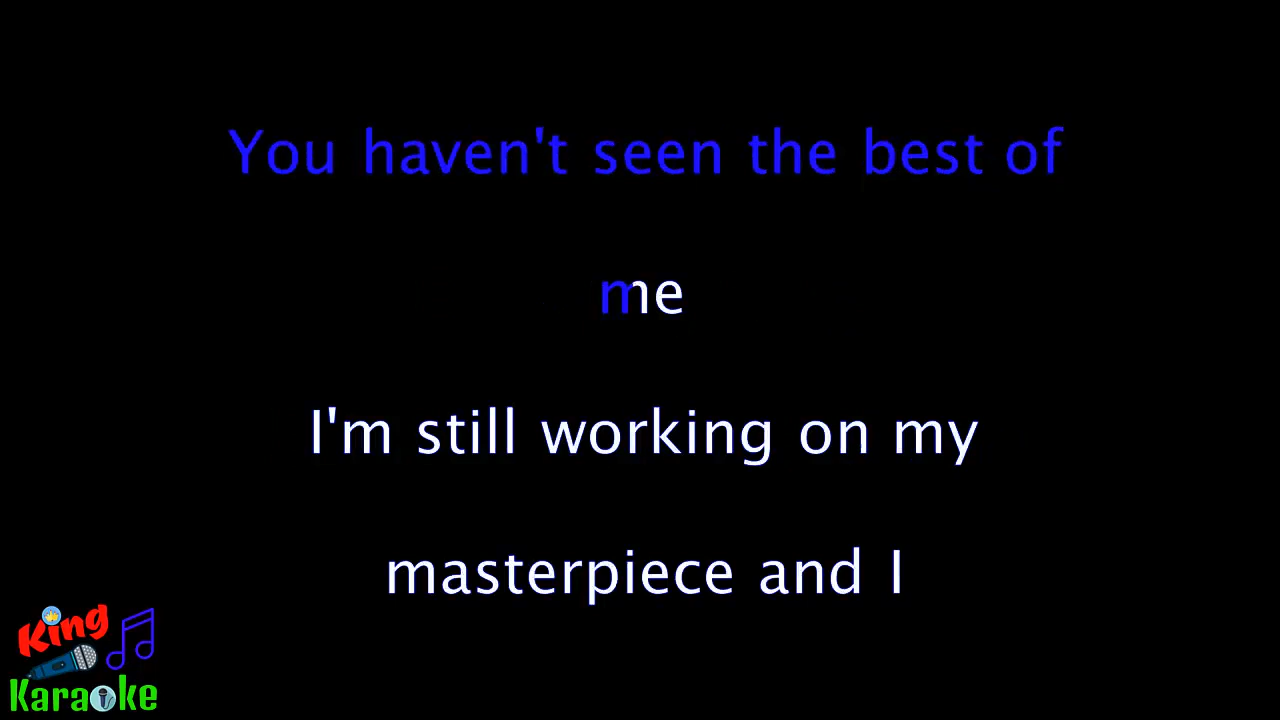 You haven't seen the best of
me
I'm still working on my
masterpiece and I
King
Karaoke